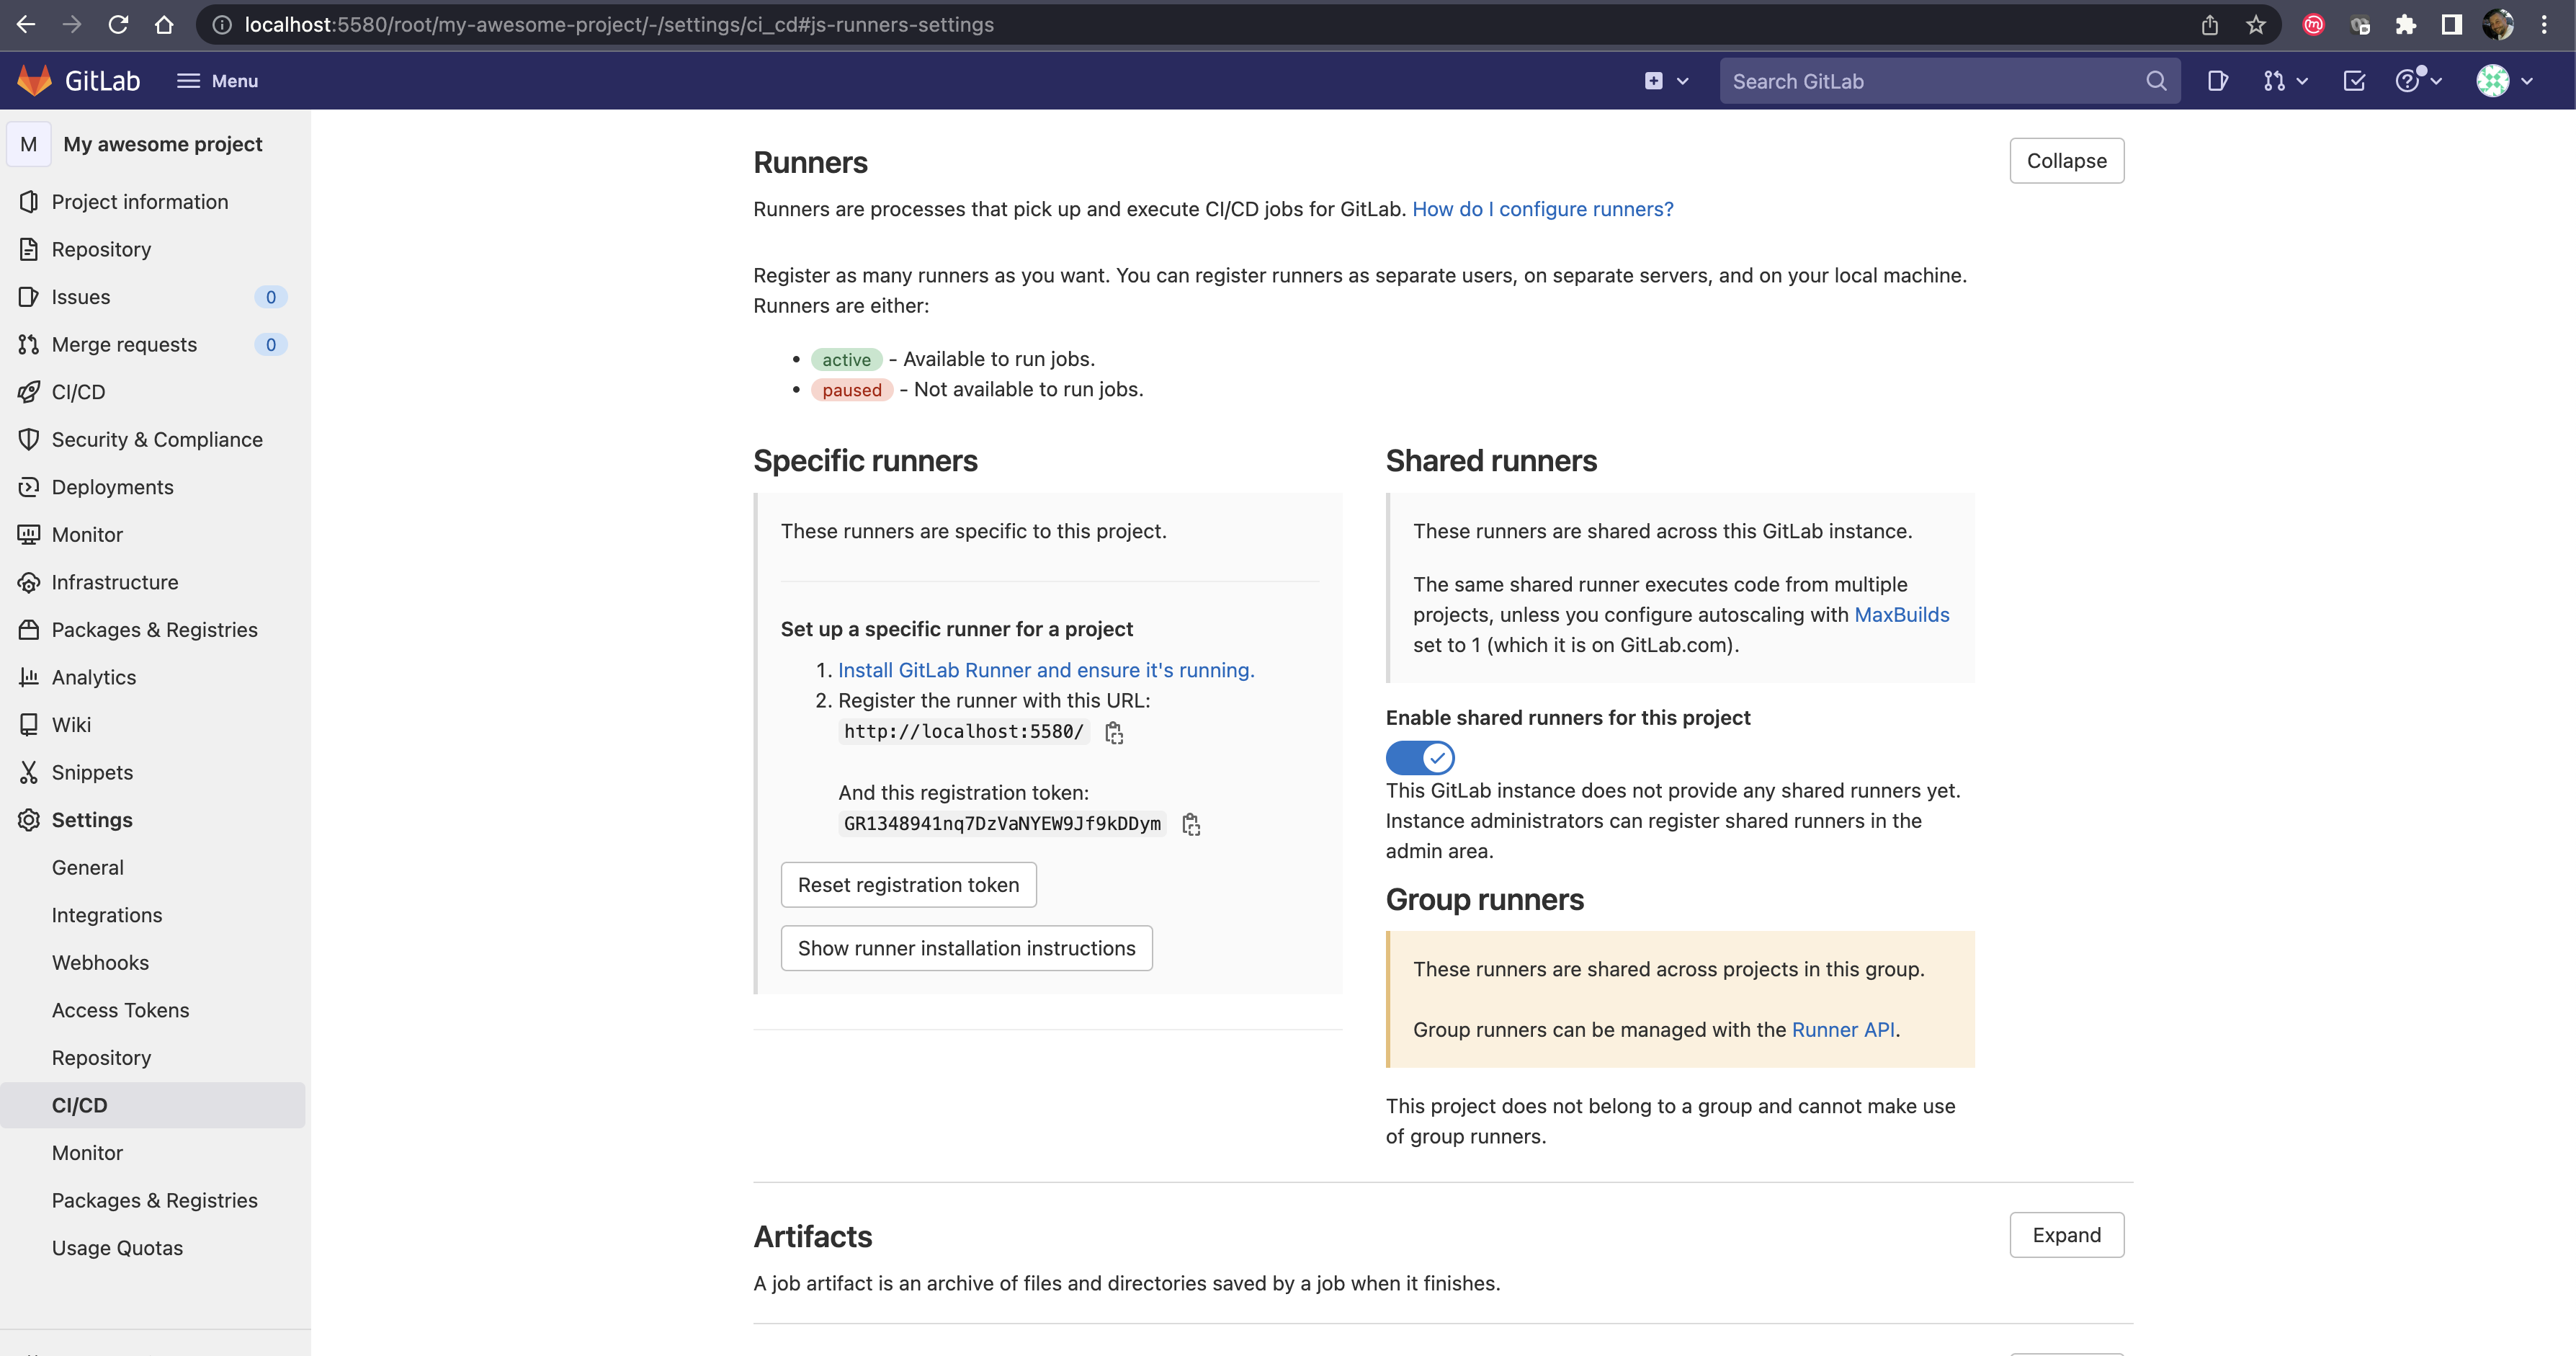 localhost:5580/root/my-awesome-project/-/settings/ci_cd#js-runners-settings
GitLab
Menu
Search GitLab
M
My awesome project
Project information
Repository
Issues
0
Merge requests
0
CI/CD
Security & Compliance
Deployments
Monitor
Infrastructure
Packages & Registries
Analytics
Wiki
Snippets
Settings
General
Integrations
Webhooks
Access Tokens
Repository
CI/CD
Monitor
Packages & Registries
Usage Quotas
Runners
Collapse
Runners are processes that pick up and execute CI/CD jobs for GitLab. How do I configure runners?
Register as many runners as you want. You can register runners as separate users, on separate servers, and on your local machine.
Runners are either:
• active - Available to run jobs.
• paused - Not available to run jobs.
Specific runners
These runners are specific to this project.
Set up a specific runner for a project
1. Install GitLab Runner and ensure it's running.
2. Register the runner with this URL:
http://localhost:5580/
And this registration token:
GR1348941nq7DzVaNYEW9Jf9kDDym
Reset registration token
Show runner installation instructions
Shared runners
These runners are shared across this GitLab instance.
The same shared runner executes code from multiple
projects, unless you configure autoscaling with MaxBuilds
set to 1 (which it is on GitLab.com).
Enable shared runners for this project
This GitLab instance does not provide any shared runners yet.
Instance administrators can register shared runners in the
admin area.
Group runners
These runners are shared across projects in this group.
Group runners can be managed with the Runner API.
This project does not belong to a group and cannot make use
of group runners.
Artifacts
Expand
A job artifact is an archive of files and directories saved by a job when it finishes.